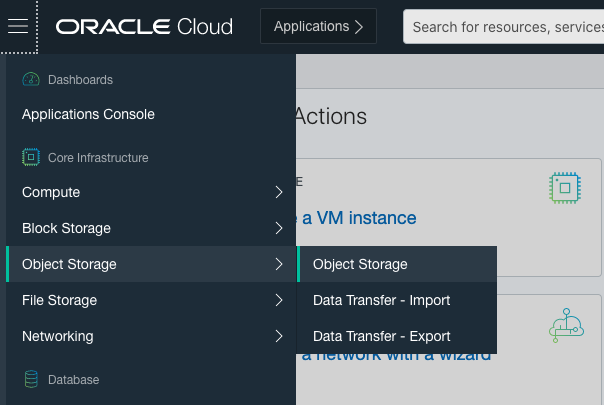 ORACLE Cloud
Applications
Search for resources, services
Dashboards
Applications Console
Core Infrastructure
Compute
Block Storage
Object Storage
File Storage
Networking
Database
Object Storage
Data Transfer - Import
Data Transfer - Export
Actions
E
a VM instance
a network with a wizard